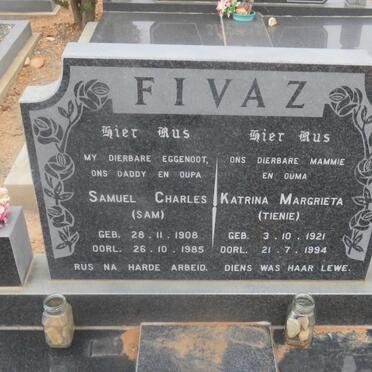 FIVAZ
Hier Rus
MY DIERBARE EGGENOOT,
ONS DADDY EN OUPA
SAMUEL CHARLES
(SAM)
GEB. 28 · 11 · 1908
OORL. 26 · 10 · 1985
RUS NA HARDE ARBEID.
Hier Rus
ONS DIERBARE MAMMIE
EN OUMA
KATRINA MARGRIETA
(TIENIE)
GEB. 3 · 10 · 1921
OORL. 21 · 7 · 1994
DIENS WAS HAAR LEWE.